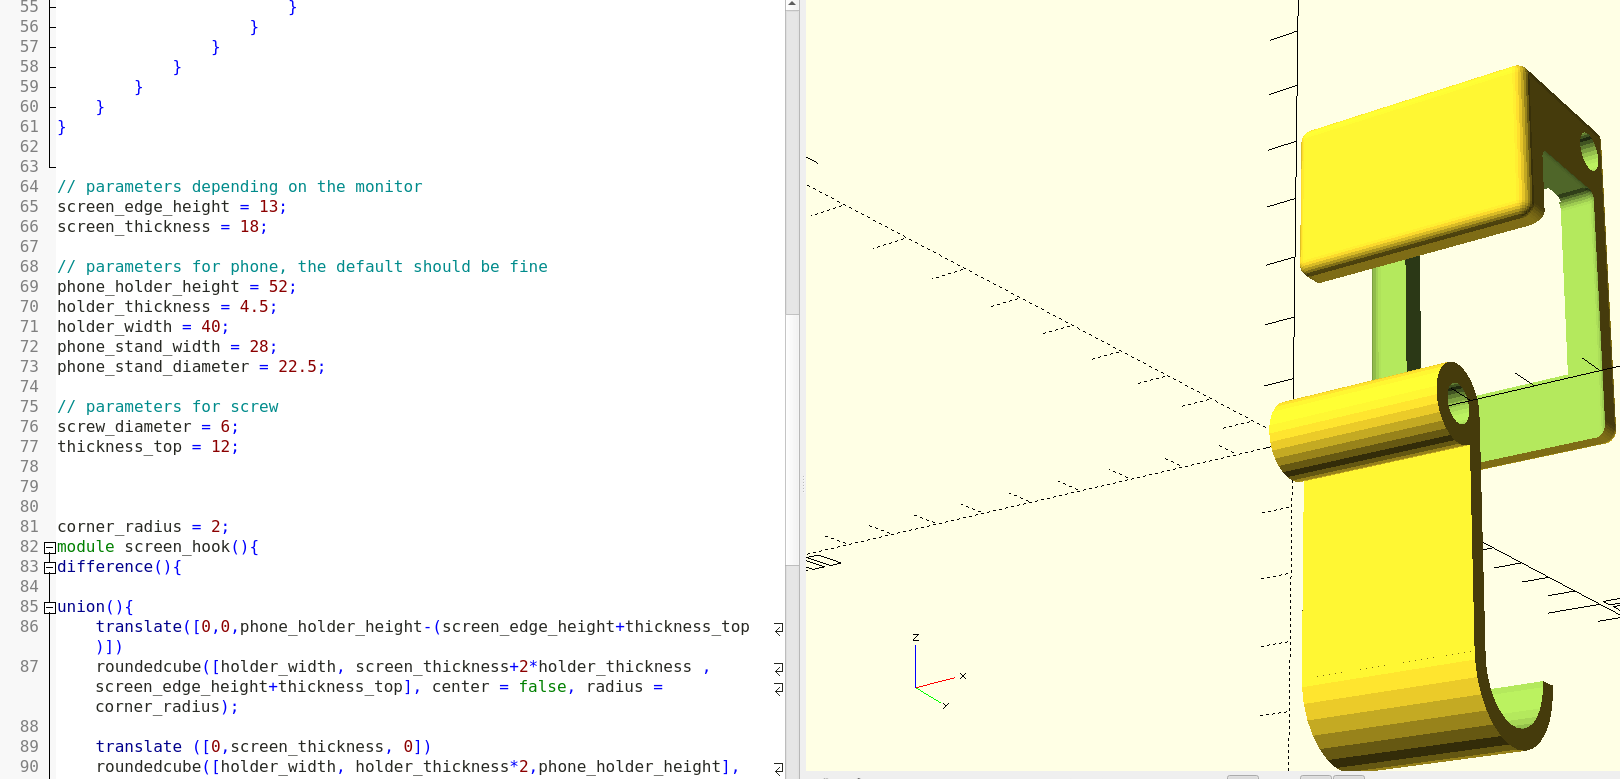 55 }
56 }
57 }
58 }
59 }
60 }
61 }
62
63
64 // parameters depending on the monitor
65 screen_edge_height = 13;
66 screen_thickness = 18;
67
68 // parameters for phone, the default should be fine
69 phone_holder_height = 52;
70 holder_thickness = 4.5;
71 holder_width = 40;
72 phone_stand_width = 28;
73 phone_stand_diameter = 22.5;
74
75 // parameters for screw
76 screw_diameter = 6;
77 thickness_top = 12;
78
79
80
81 corner_radius = 2;
82 module screen_hook(){
83 difference(){
84
85 union(){
86 translate([0,0,phone_holder_height-(screen_edge_height+thickness_top
)])
87 roundedcube([holder_width, screen_thickness+2*holder_thickness ,
screen_edge_height+thickness_top], center = false, radius =
corner_radius);
88
89 translate ([0,screen_thickness, 0])
90 roundedcube([holder_width, holder_thickness*2,phone_holder_height],
z
x
y